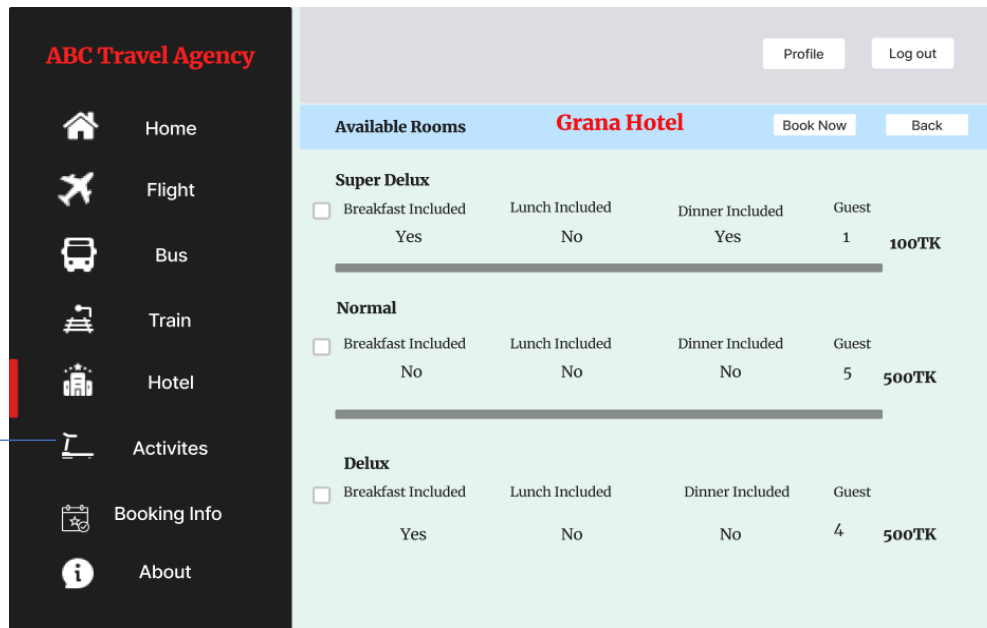 ABC Travel Agency
Home
Flight
Bus
Train
Hotel
Activites
Booking Info
About
Profile Log out
Available Rooms Grana Hotel Book Now Back
Super Delux
Breakfast Included Lunch Included Dinner Included Guest
Yes No Yes 1 100TK
Normal
Breakfast Included Lunch Included Dinner Included Guest
No No No 5 500TK
Delux
Breakfast Included Lunch Included Dinner Included Guest
Yes No No 4 500TK